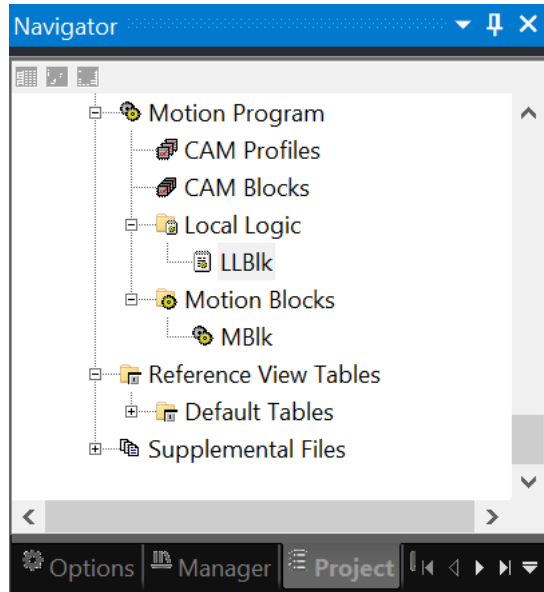 Navigator
Motion Program
CAM Profiles
CAM Blocks
Local Logic
LLBlk
Motion Blocks
MBlk
Reference View Tables
Default Tables
Supplemental Files
Options Manager Project